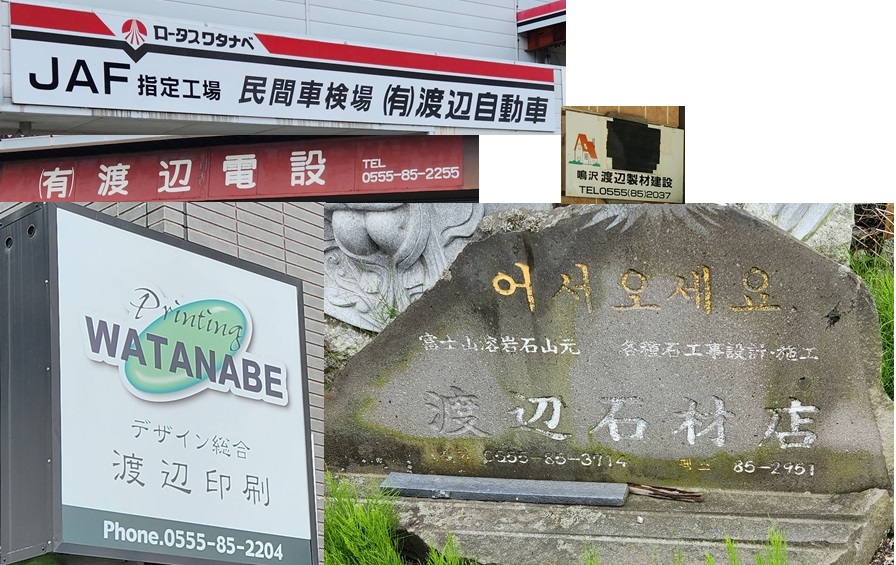 ロータスワタナベ
JAF 指定工場 民間車検場 (有)渡辺自動車
(有)渡辺電設 TEL 0555-85-2255
鳴沢 渡辺製材建設
TEL0555(85)2037
Printing
WATANABE
デザイン総合
渡辺印刷
Phone.0555-85-2204
어서오세요
富士山溶岩石山元 各種石工事設計・施工
渡辺石材店
0555-85-3714 85-2951